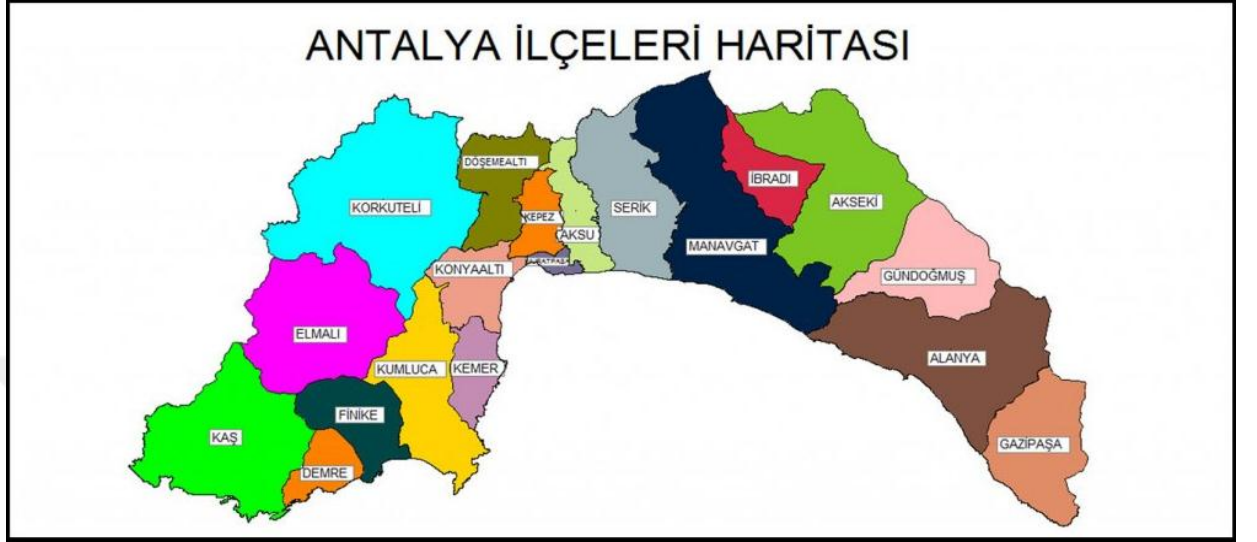 ANTALYA İLÇELERİ HARİTASI
KORKUTELİ
DÖŞEMEALTI
KEPEZ
AKSU
SERİK
MANAVGAT
İBRADI
AKSEKİ
GÜNDOĞMUŞ
KONYAALTI
ELMALI
KUMLUCA
KEMER
ALANYA
KAŞ
FİNİKE
DEMRE
GAZİPAŞA